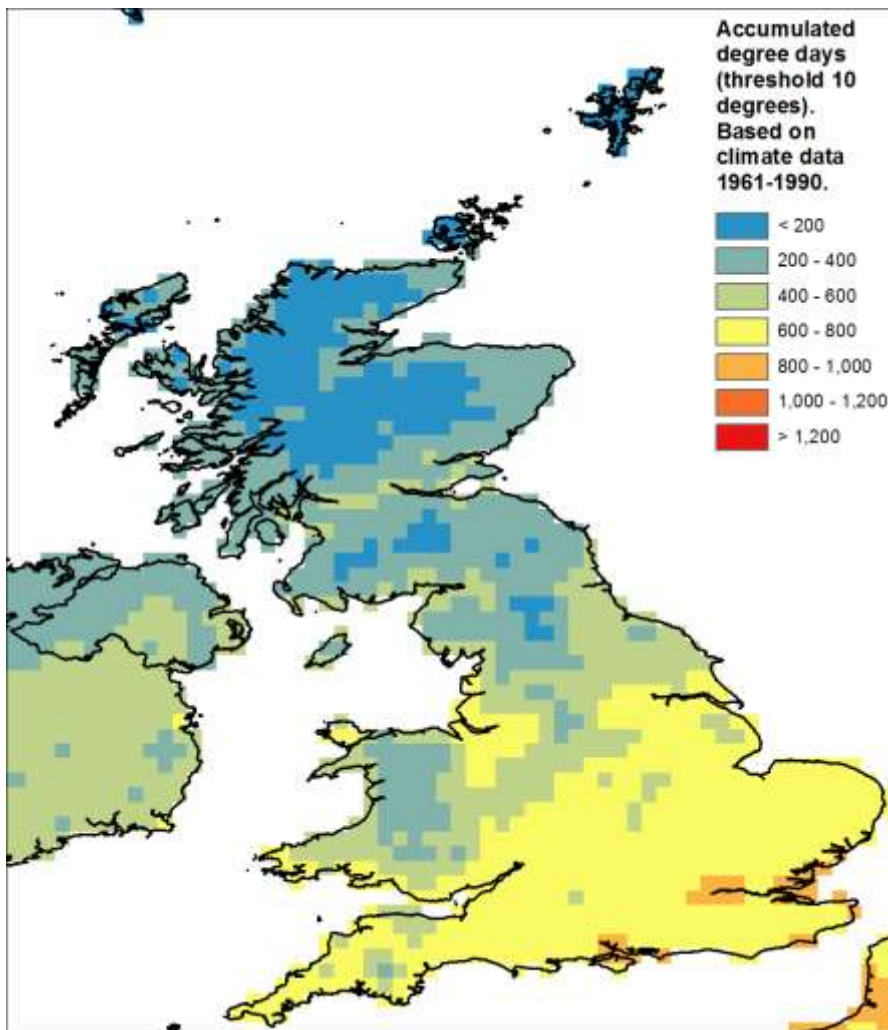 Accumulated
degree days
(threshold 10
degrees).
Based on
climate data
1961-1990.
< 200
200 - 400
400 - 600
600 - 800
800 - 1,000
1,000 - 1,200
> 1,200